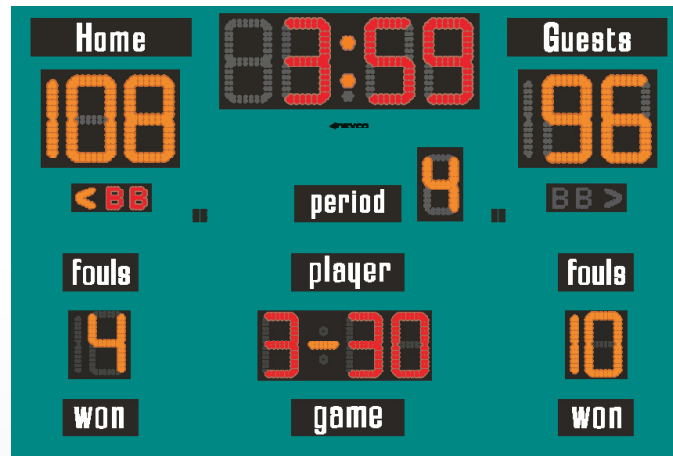 Home 3:59 Guests
108 96
NEVCO
< BB BB >
period 4
fouls player fouls
4 3-30 10
won game won